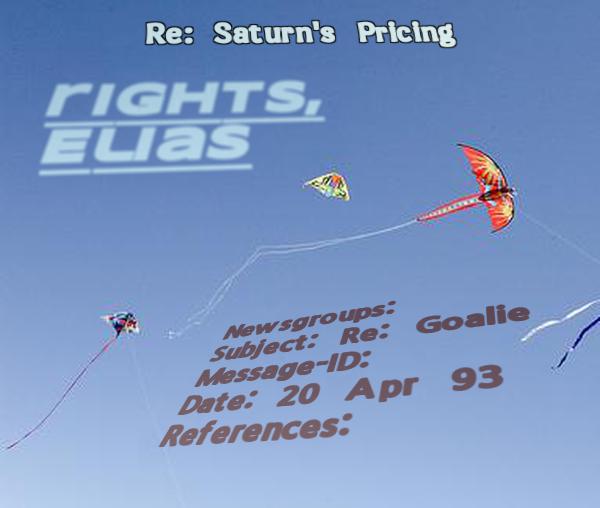 Re: Saturn's Pricing
rIGHTS,
ELIaS
Newsgroups:
Subject: Re: Goalie
Message-ID:
Date: 20 Apr 93
References: